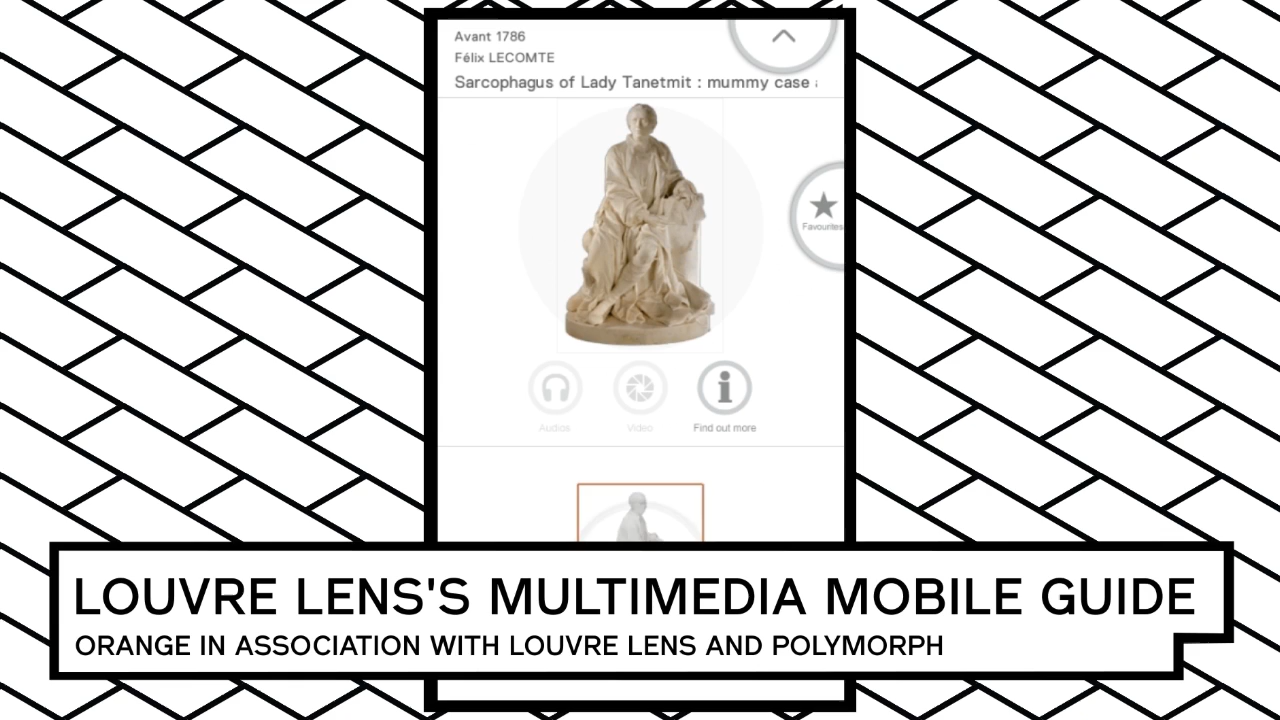 Avant 1786
Félix LECOMTE
Sarcophagus of Lady Tanetmit : mummy case
Favourites
Audios
Video
Find out more
LOUVRE LENS'S MULTIMEDIA MOBILE GUIDE
ORANGE IN ASSOCIATION WITH LOUVRE LENS AND POLYMORPH